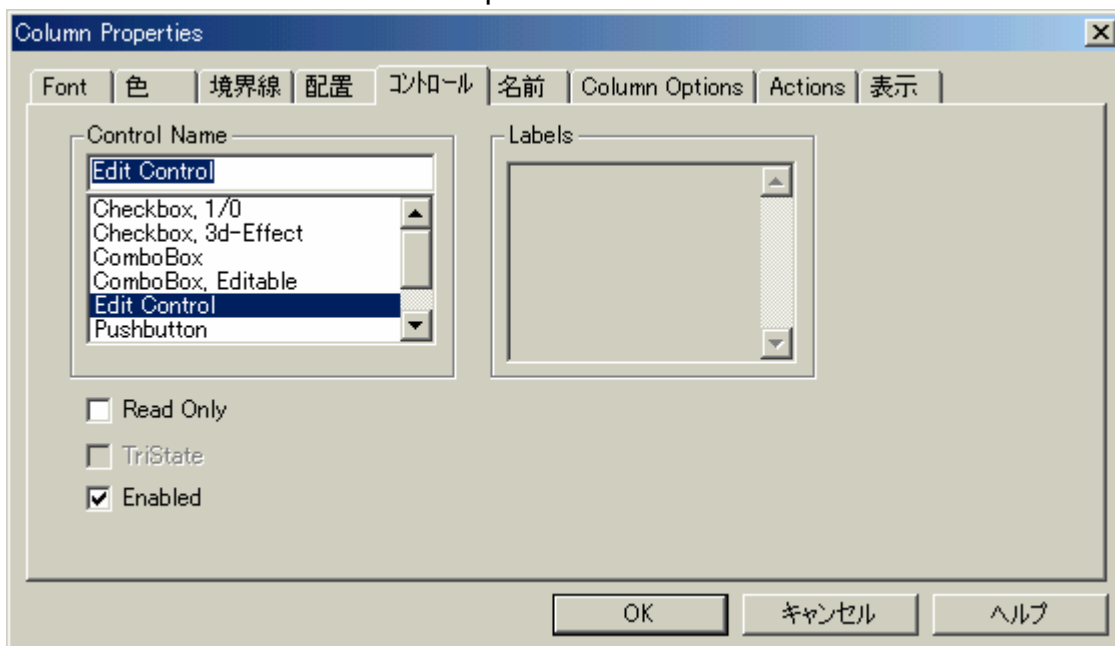 Column Properties
Font 色 境界線 配置 コントロール 名前 Column Options Actions 表示
Control Name
Labels
Edit Control
Checkbox, 1/0
Checkbox, 3d-Effect
ComboBox
ComboBox, Editable
Edit Control
Pushbutton
Read Only
TriState
Enabled
OK キャンセル ヘルプ